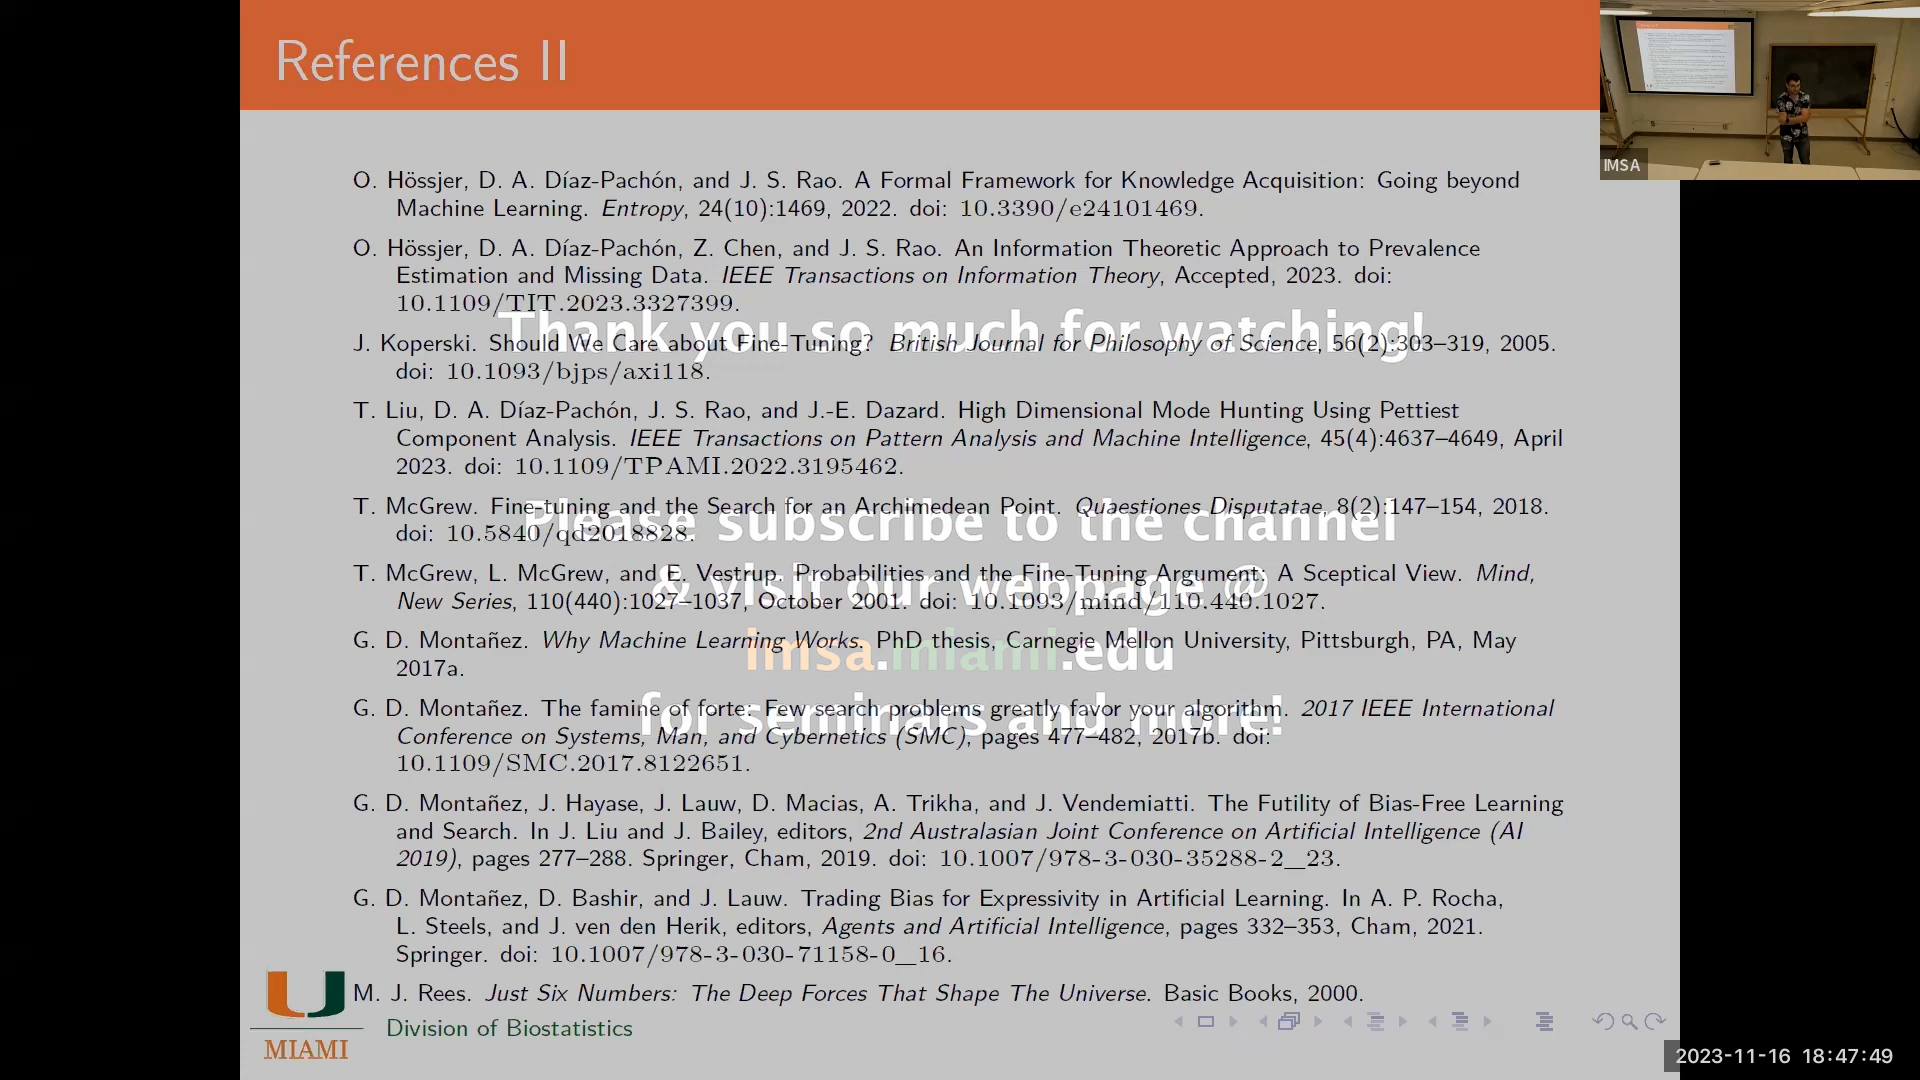 References II
IMSA
O. Hössjer, D. A. Díaz-Pachón, and J. S. Rao. A Formal Framework for Knowledge Acquisition: Going beyond
Machine Learning. Entropy, 24(10):1469, 2022. doi: 10.3390/e24101469.
O. Hössjer, D. A. Díaz-Pachón, Z. Chen, and J. S. Rao. An Information Theoretic Approach to Prevalence
Estimation and Missing Data. IEEE Transactions on Information Theory, Accepted, 2023. doi:
10.1109/TIT.2023.3327399.
Thank you so much for watching!
J. Koperski. Should We Care about Fine-Tuning? British Journal for Philosophy of Science, 56(2):303–319, 2005.
doi: 10.1093/bjps/axi118.
T. Liu, D. A. Díaz-Pachón, J. S. Rao, and J.-E. Dazard. High Dimensional Mode Hunting Using Pettiest
Component Analysis. IEEE Transactions on Pattern Analysis and Machine Intelligence, 45(4):4637–4649, April
2023. doi: 10.1109/TPAMI.2022.3195462.
T. McGrew. Fine-tuning and the Search for an Archimedean Point. Quaestiones Disputatae, 8(2):147–154, 2018.
doi: 10.5840/qd2018828.
Please subscribe to the channel
T. McGrew, L. McGrew, and E. Vestrup. Probabilities and the Fine-Tuning Argument: A Sceptical View. Mind,
New Series, 110(440):1027–1037, October 2001. doi: 10.1093/mind/110.440.1027.
& visit our webpage @
G. D. Montañez. Why Machine Learning Works. PhD thesis, Carnegie Mellon University, Pittsburgh, PA, May
2017a.
imsa.miami.edu
G. D. Montañez. The famine of forte: Few search problems greatly favor your algorithm. 2017 IEEE International
Conference on Systems, Man, and Cybernetics (SMC), pages 477–482, 2017b. doi:
10.1109/SMC.2017.8122651.
for seminars and more!
G. D. Montañez, J. Hayase, J. Lauw, D. Macias, A. Trikha, and J. Vendemiatti. The Futility of Bias-Free Learning
and Search. In J. Liu and J. Bailey, editors, 2nd Australasian Joint Conference on Artificial Intelligence (AI
2019), pages 277–288. Springer, Cham, 2019. doi: 10.1007/978-3-030-35288-2_23.
G. D. Montañez, D. Bashir, and J. Lauw. Trading Bias for Expressivity in Artificial Learning. In A. P. Rocha,
L. Steels, and J. ven den Herik, editors, Agents and Artificial Intelligence, pages 332–353, Cham, 2021.
Springer. doi: 10.1007/978-3-030-71158-0_16.
M. J. Rees. Just Six Numbers: The Deep Forces That Shape The Universe. Basic Books, 2000.
Division of Biostatistics
MIAMI
2023-11-16 18:47:49